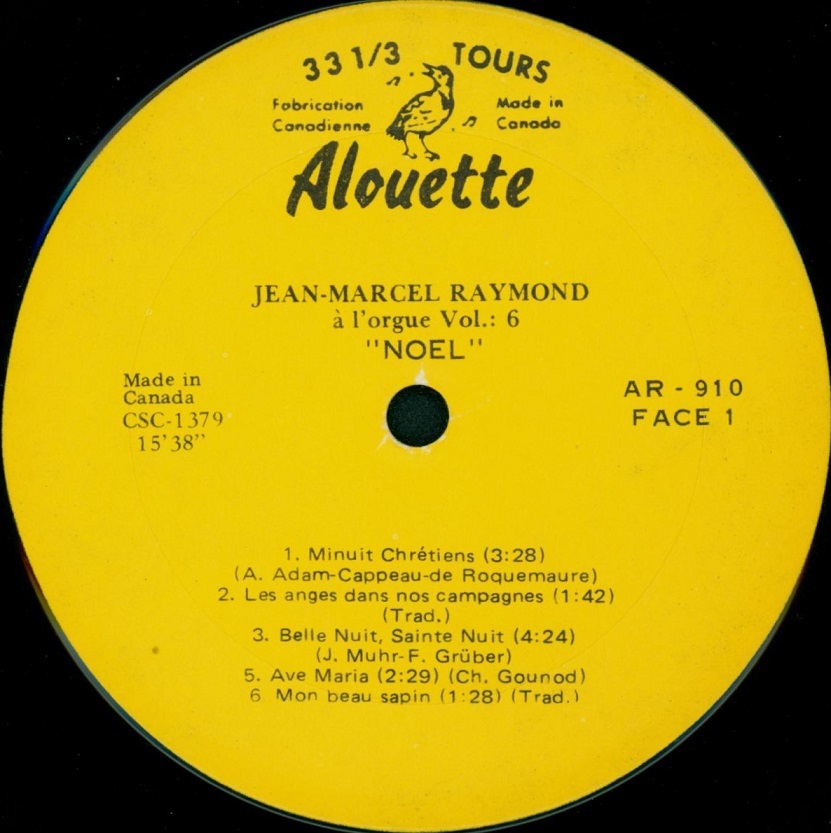 33 1/3 TOURS
Fabrication Canadienne
Made in Canada
Alouette
JEAN-MARCEL RAYMOND
à l'orgue Vol.: 6
"NOEL"
Made in
Canada
CSC-1379
15'38"
AR - 910
FACE 1
1. Minuit Chrétiens (3:28)
(A. Adam-Cappeau-de Roquemaure)
2. Les anges dans nos campagnes (1:42)
(Trad.)
3. Belle Nuit, Sainte Nuit (4:24)
(J. Muhr-F. Grüber)
5. Ave Maria (2:29) (Ch. Gounod)
6. Mon beau sapin (1:28) (Trad.)